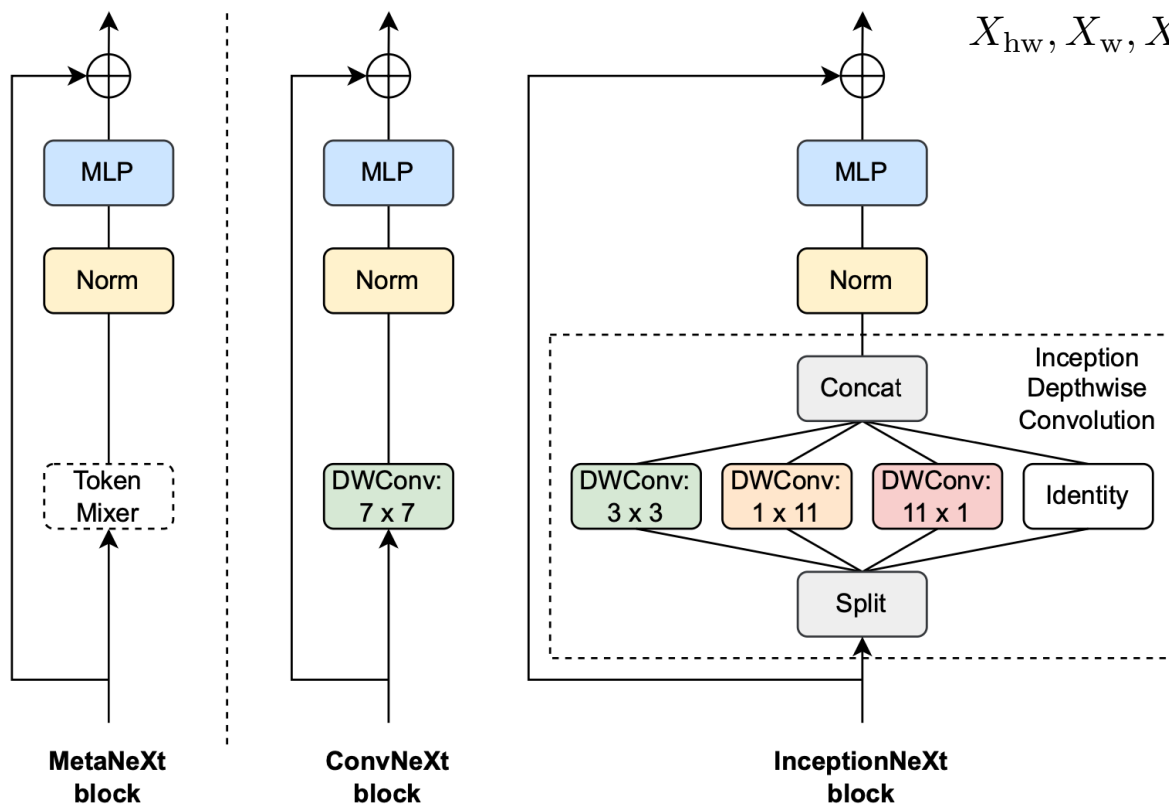 X_hw, X_w, X
MLP
Norm
Token
Mixer
MetaNeXt
block
MLP
Norm
DWConv:
7 x 7
ConvNeXt
block
MLP
Norm
Inception
Depthwise
Convolution
Concat
DWConv:
3 x 3
DWConv:
1 x 11
DWConv:
11 x 1
Identity
Split
InceptionNeXt
block